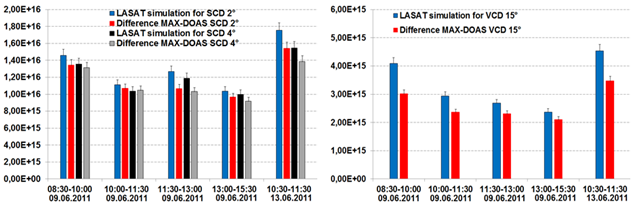 2,00E+16
1,80E+16
1,60E+16
1,40E+16
1,20E+16
1,00E+16
8,00E+15
6,00E+15
4,00E+15
2,00E+15
0,00E+00
LASAT simulation for SCD 2°
Difference MAX-DOAS SCD 2°
LASAT simulation for SCD 4°
Difference MAX-DOAS SCD 4°
08:30-10:00 10:00-11:30 11:30-13:00 13:00-15:30 10:30-11:30
09.06.2011 09.06.2011 09.06.2011 09.06.2011 13.06.2011
6,00E+15
5,00E+15
4,00E+15
3,00E+15
2,00E+15
1,00E+15
0,00E+00
LASAT simulation for VCD 15°
Difference MAX-DOAS VCD 15°
08:30-10:00 10:00-11:30 11:30-13:00 13:00-15:30 10:30-11:30
09.06.2011 09.06.2011 09.06.2011 09.06.2011 13.06.2011